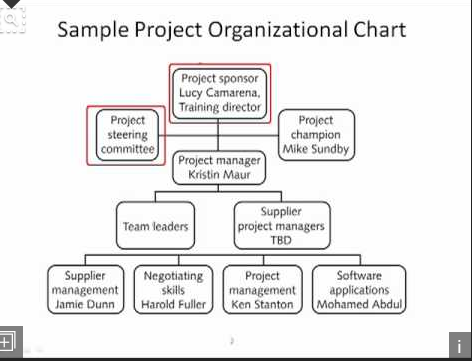 Sample Project Organizational Chart
Project sponsor
Lucy Camarena,
Training director
Project
steering
committee
Project
champion
Mike Sundby
Project manager
Kristin Maur
Team leaders
Supplier
project managers
TBD
Supplier
management
Jamie Dunn
Negotiating
skills
Harold Fuller
Project
management
Ken Stanton
Software
applications
Mohamed Abdul
i